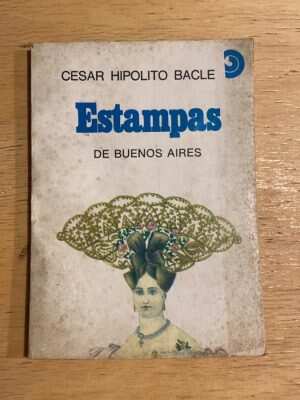 CESAR HIPOLITO BACLE
Estampas
DE BUENOS AIRES